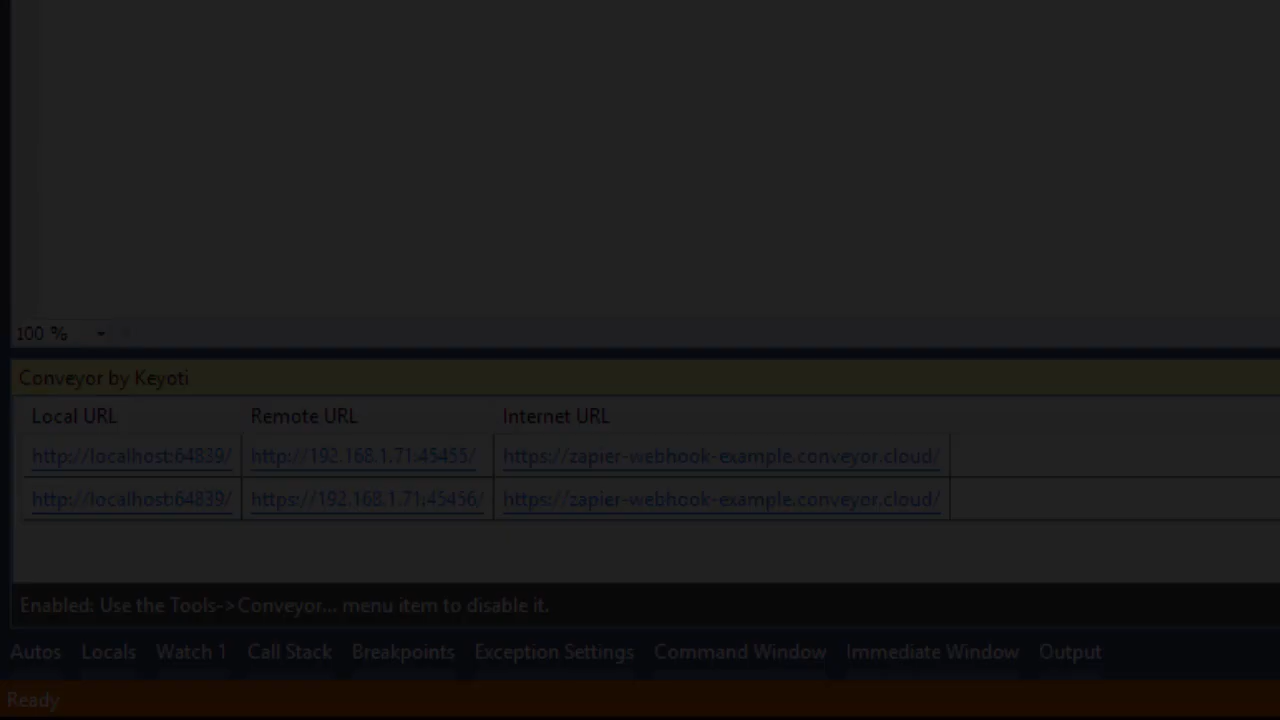 100 %
Conveyor by Keyoti
Local URL Remote URL Internet URL
http://localhost:64839/ http://192.168.1.71:45455/ https://zapier-webhook-example.conveyor.cloud/
http://localhost:64839/ https://192.168.1.71:45456/ https://zapier-webhook-example.conveyor.cloud/
Enabled: Use the Tools->Conveyor... menu item to disable it.
Autos Locals Watch 1 Call Stack Breakpoints Exception Settings Command Window Immediate Window Output
Ready